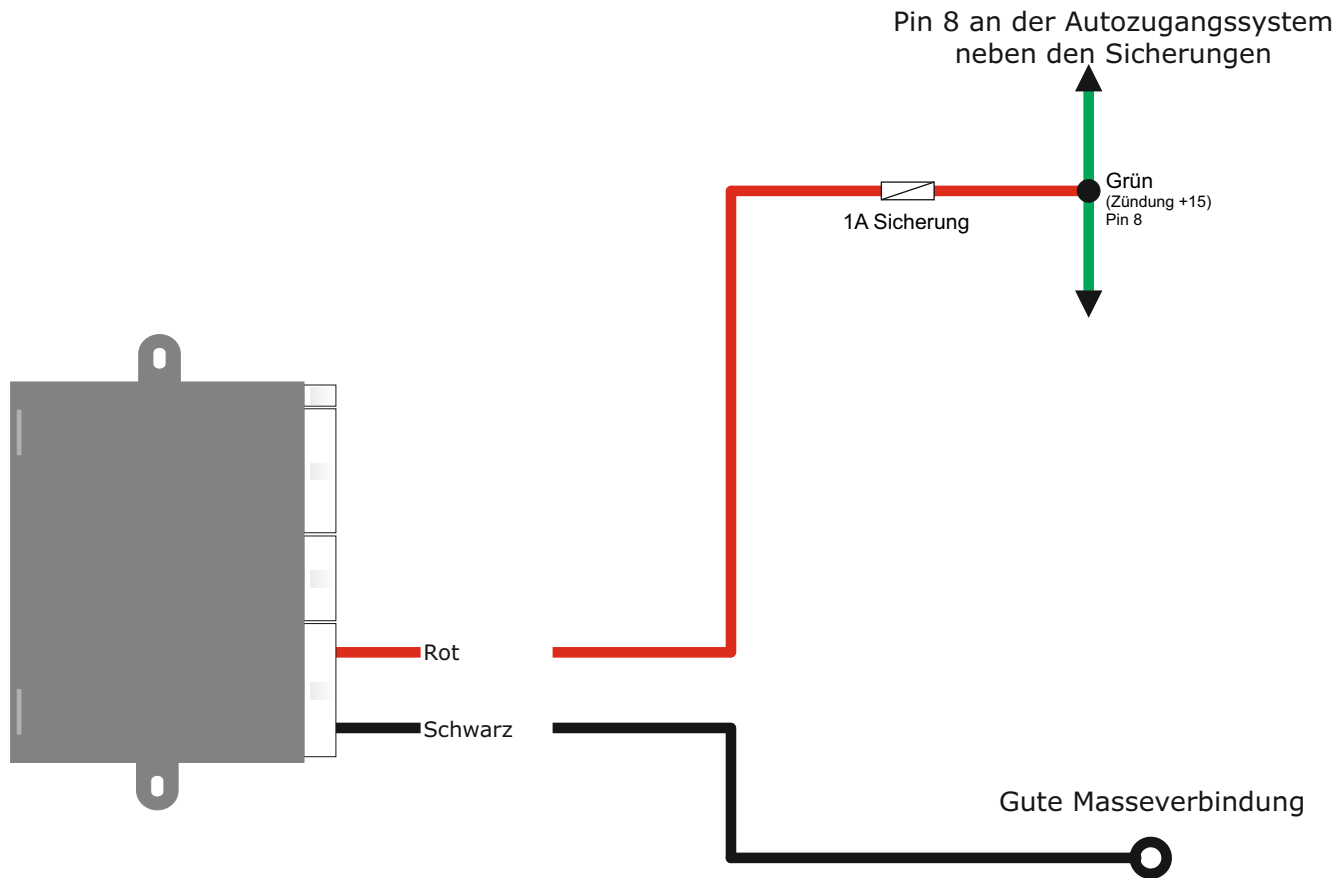 Pin 8 an der Autozugangssystem
neben den Sicherungen
Grün
(Zündung +15)
Pin 8
1A Sicherung
Rot
Schwarz
Gute Masseverbindung